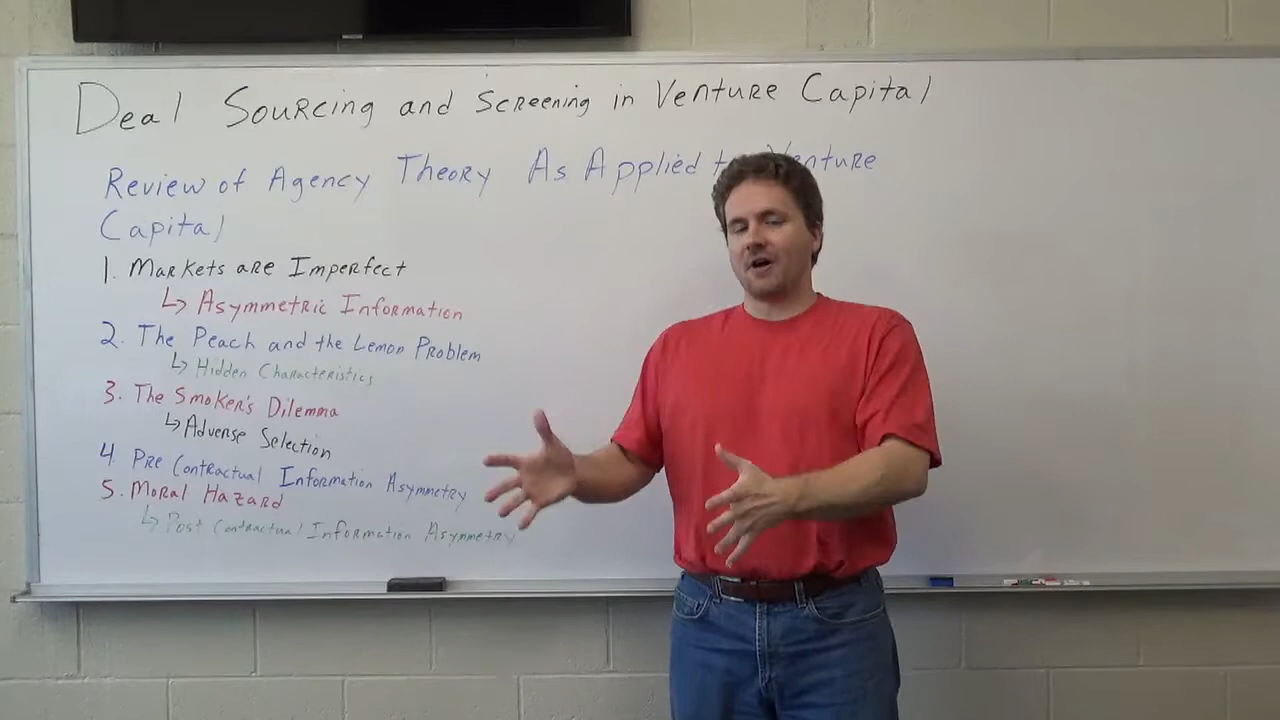 Deal Sourcing and Screening in Venture Capital
Review of Agency Theory As Applied to Venture
Capital
1. Markets are Imperfect
↳ Asymmetric Information
2. The Peach and the Lemon Problem
↳ Hidden Characteristics
3. The Smoker's Dilemma
↳ Adverse Selection
4 Pre Contractual Information Asymmetry
5. Moral Hazard
↳ Post Contractual Information Asymmetry